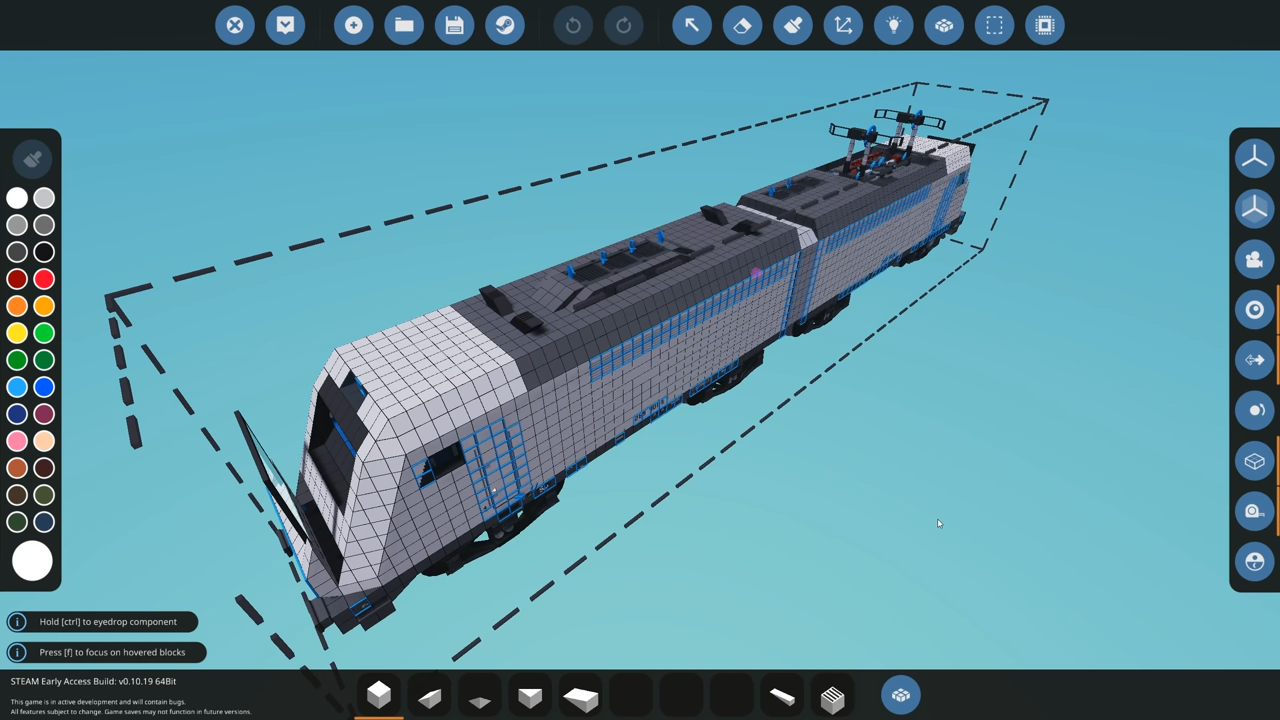 Hold [ctrl] to eyedrop component
Press [f] to focus on hovered blocks
STEAM Early Access Build: v0.10.19 64Bit
This game is in active development and will contain bugs.
All features subject to change. Game saves may not function in future versions.